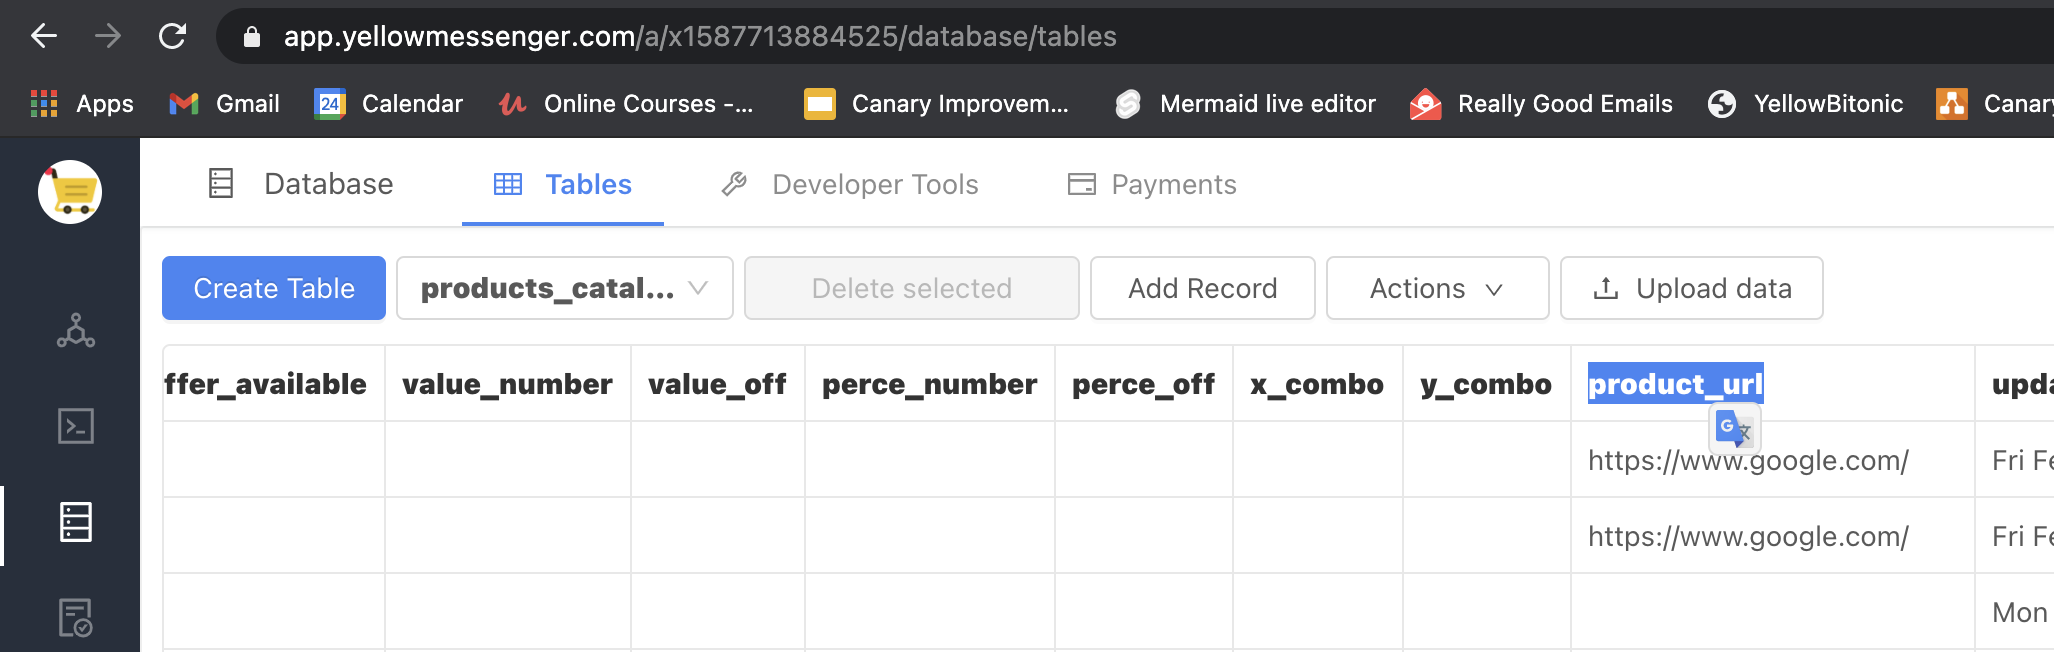 app.yellowmessenger.com/a/x1587713884525/database/tables
Apps Gmail 24 Calendar Online Courses -... Canary Improvem... Mermaid live editor Really Good Emails YellowBitonic Canary
Database Tables Developer Tools Payments
Create Table products_catal... Delete selected Add Record Actions Upload data
ffer_available value_number value_off perce_number perce_off x_combo y_combo product_url upda
G
https://www.google.com/ Fri Fe
https://www.google.com/ Fri Fe
Mon